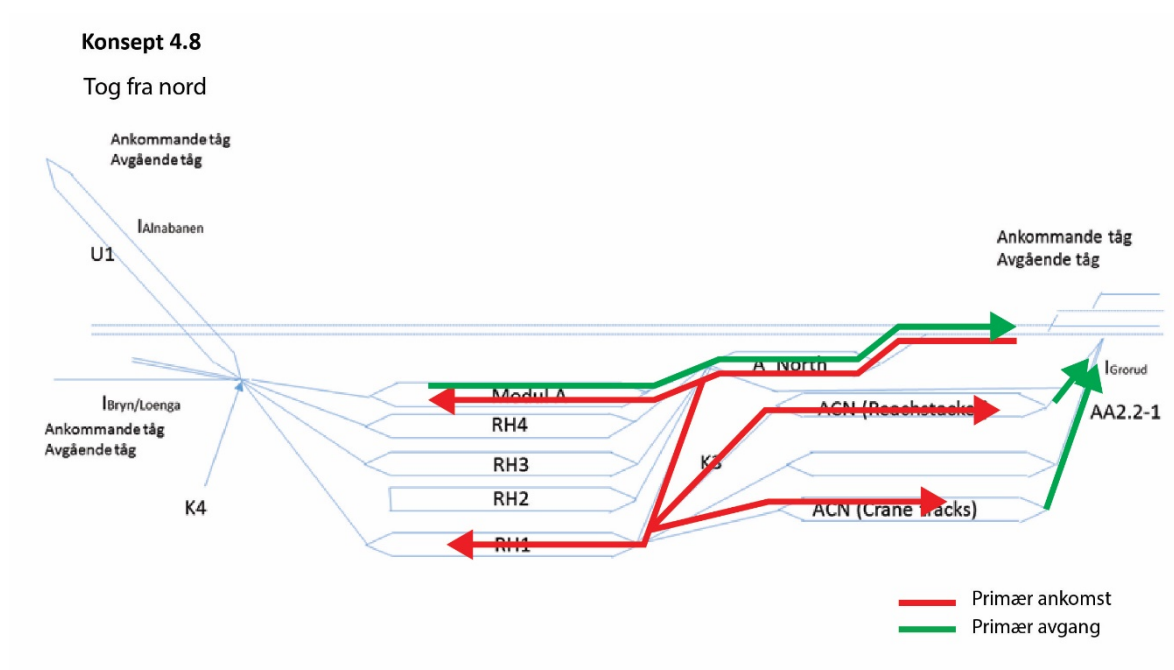 Konsept 4.8
Tog fra nord
Ankommande tåg
Avgående tåg
IAlnabanen
U1
Ankommande tåg
Avgående tåg
A North
IGrorud
Modul A
IBryn/Loenga
ACN (Reachstacker)
AA2.2-1
Ankommande tåg
Avgående tåg
RH4
RH3
K3
RH2
K4
ACN (Crane tracks)
RH1
Primær ankomst
Primær avgang